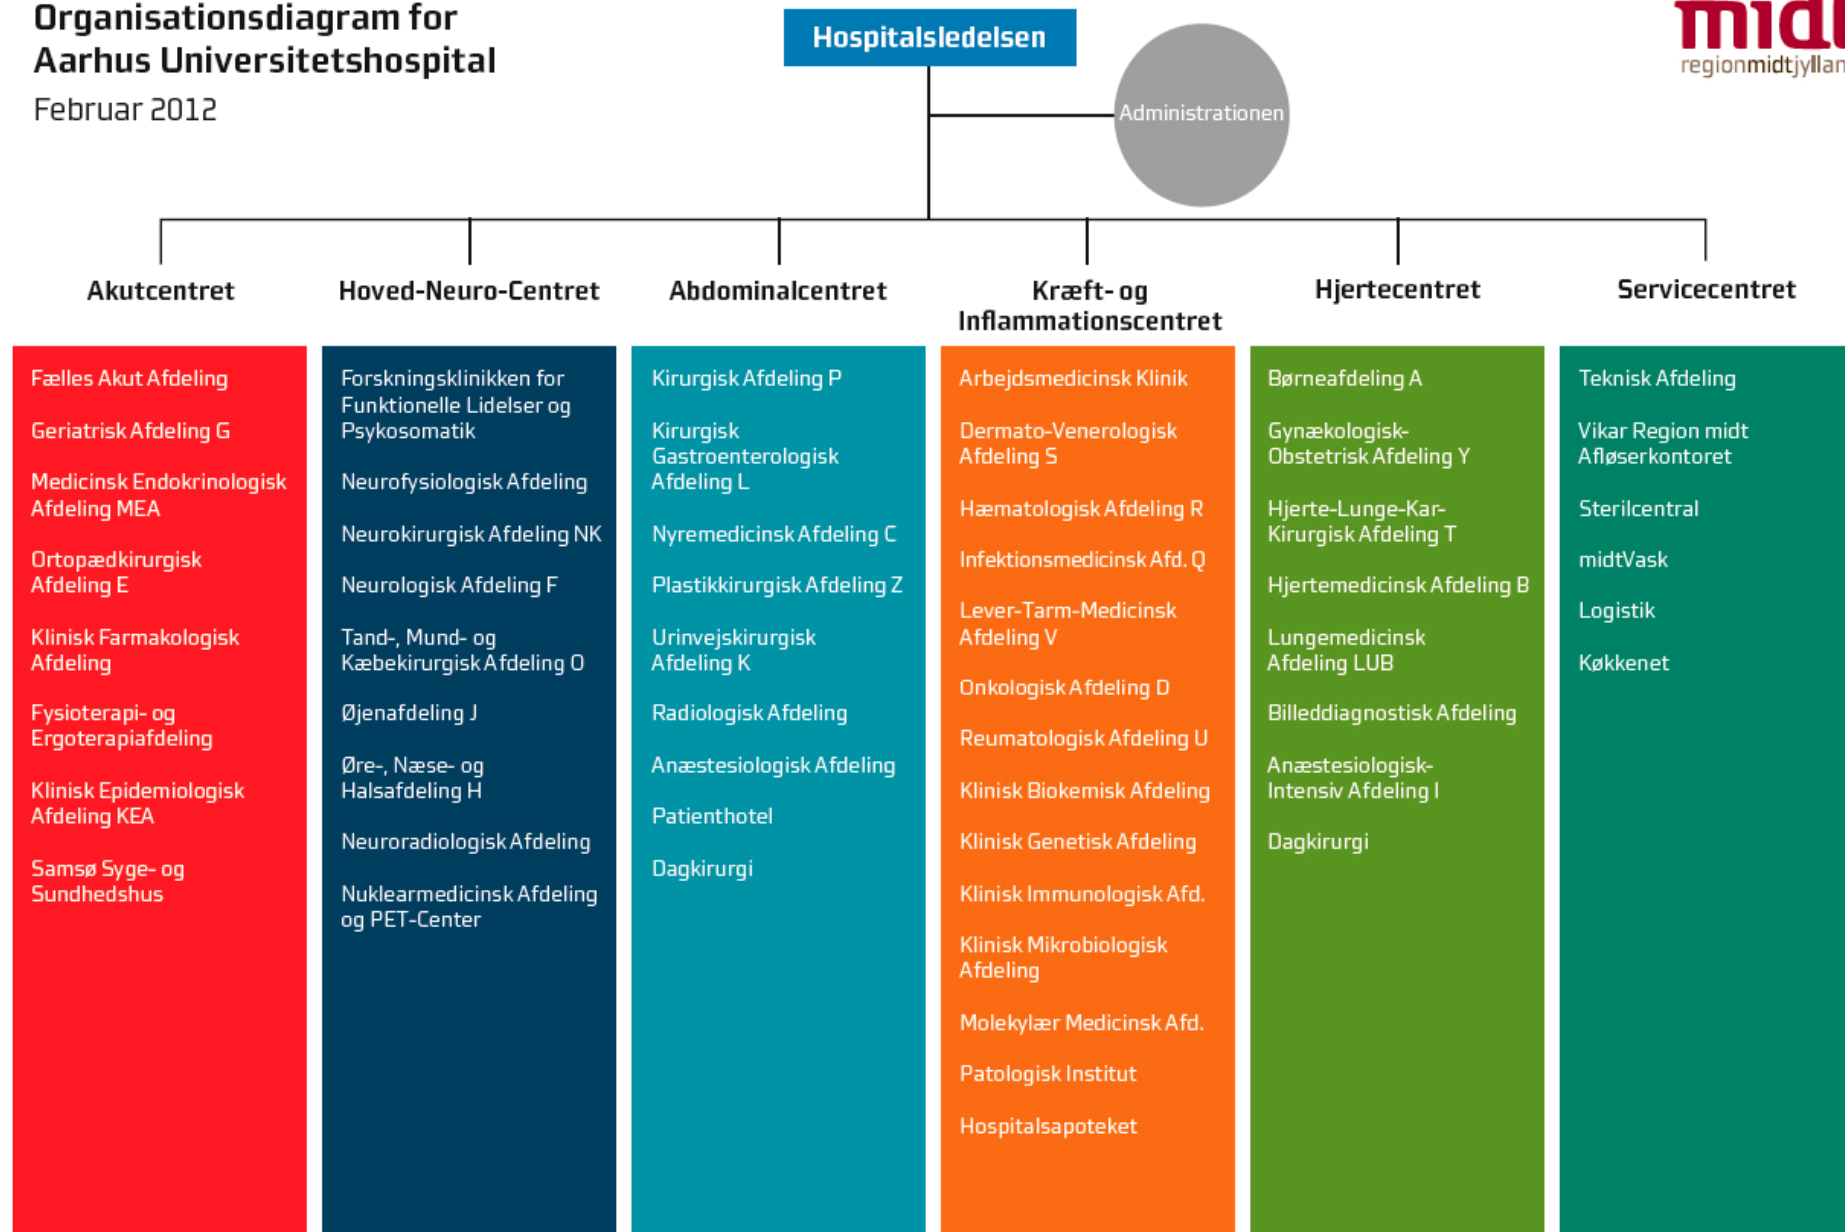 Organisationsdiagram for
Aarhus Universitetshospital
Februar 2012
Hospitalsledelsen
Administrationen
midt
regionmidtjyllan
Akutcentret
Fælles Akut Afdeling
Geriatrisk Afdeling G
Medicinsk Endokrinologisk
Afdeling MEA
Ortopædkirurgisk
Afdeling E
Klinisk Farmakologisk
Afdeling
Fysioterapi- og
Ergoterapiafdeling
Klinisk Epidemiologisk
Afdeling KEA
Samsø Syge- og
Sundhedshus
Hoved-Neuro-Centret
Forskningsklinikken for
Funktionelle Lidelser og
Psykosomatik
Neurofysiologisk Afdeling
Neurokirurgisk Afdeling NK
Neurologisk Afdeling F
Tand-, Mund- og
Kæbekirurgisk Afdeling O
Øjenafdeling J
Øre-, Næse- og
Halsafdeling H
Neuroradiologisk Afdeling
Nuklearmedicinsk Afdeling
og PET-Center
Abdominalcentret
Kirurgisk Afdeling P
Kirurgisk
Gastroenterologisk
Afdeling L
Nyremedicinsk Afdeling C
Plastikkirurgisk Afdeling Z
Urinvejskirurgisk
Afdeling K
Radiologisk Afdeling
Anæstesiologisk Afdeling
Patienthotel
Dagkirurgi
Kræft- og
Inflammationscentret
Arbejdsmedicinsk Klinik
Dermato-Venerologisk
Afdeling S
Hæmatologisk Afdeling R
Infektionsmedicinsk Afd. Q
Lever-Tarm-Medicinsk
Afdeling V
Onkologisk Afdeling D
Reumatologisk Afdeling U
Klinisk Biokemisk Afdeling
Klinisk Genetisk Afdeling
Klinisk Immunologisk Afd.
Klinisk Mikrobiologisk
Afdeling
Molekylær Medicinsk Afd.
Patologisk Institut
Hospitalsapoteket
Hjertecentret
Børneafdeling A
Gynækologisk-
Obstetrisk Afdeling Y
Hjerte-Lunge-Kar-
Kirurgisk Afdeling T
Hjertemedicinsk Afdeling B
Lungemedicinsk
Afdeling LUB
Billeddiagnostisk Afdeling
Anæstesiologisk-
Intensiv Afdeling I
Dagkirurgi
Servicecentret
Teknisk Afdeling
Vikar Region midt
Afløserkontoret
Sterilcentral
midtVask
Logistik
Køkkenet